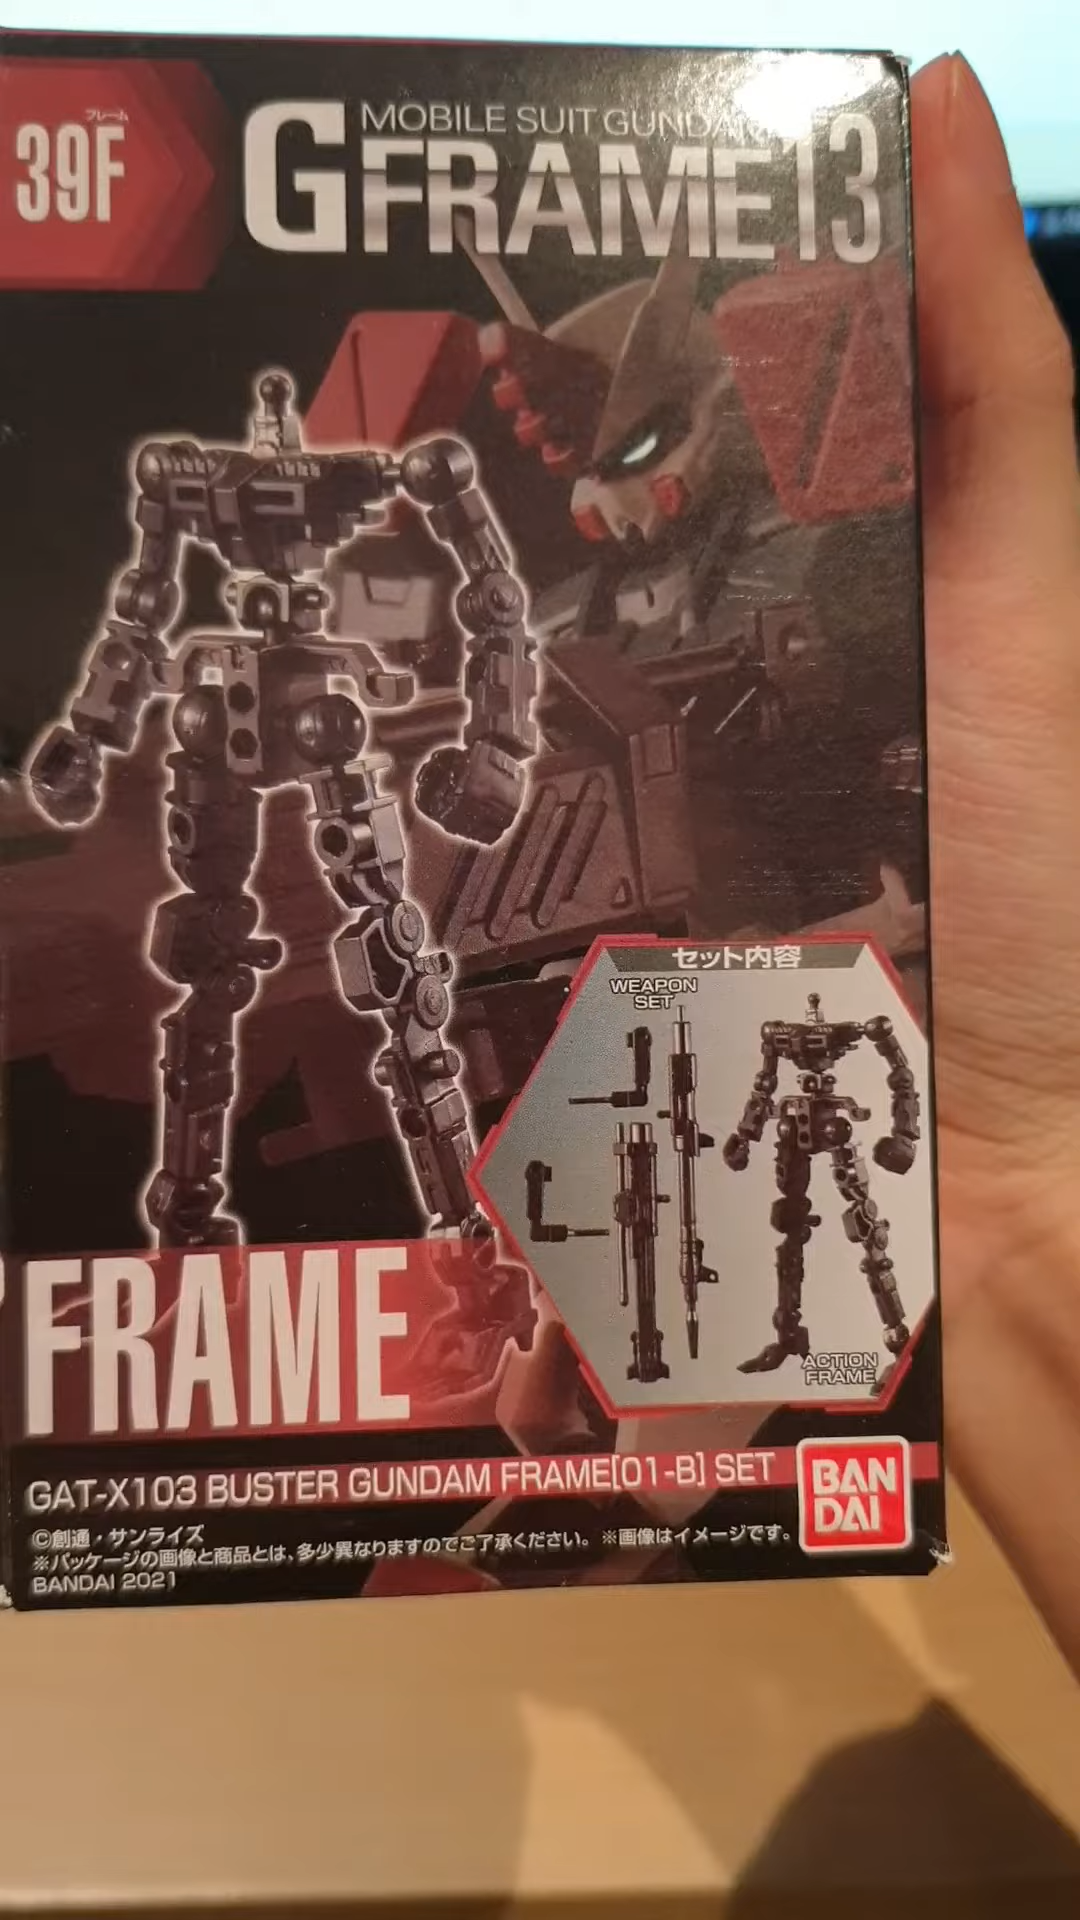 フレーム
39F
MOBILE SUIT GUNDAM
G FRAME 13
セット内容
WEAPON
SET
ACTION
FRAME
FRAME
GAT-X103 BUSTER GUNDAM FRAME[01-B] SET
BAN
DAI
©創通・サンライズ
※パッケージの画像と商品とは、多少異なりますのでご了承ください。 ※画像はイメージです。
BANDAI 2021